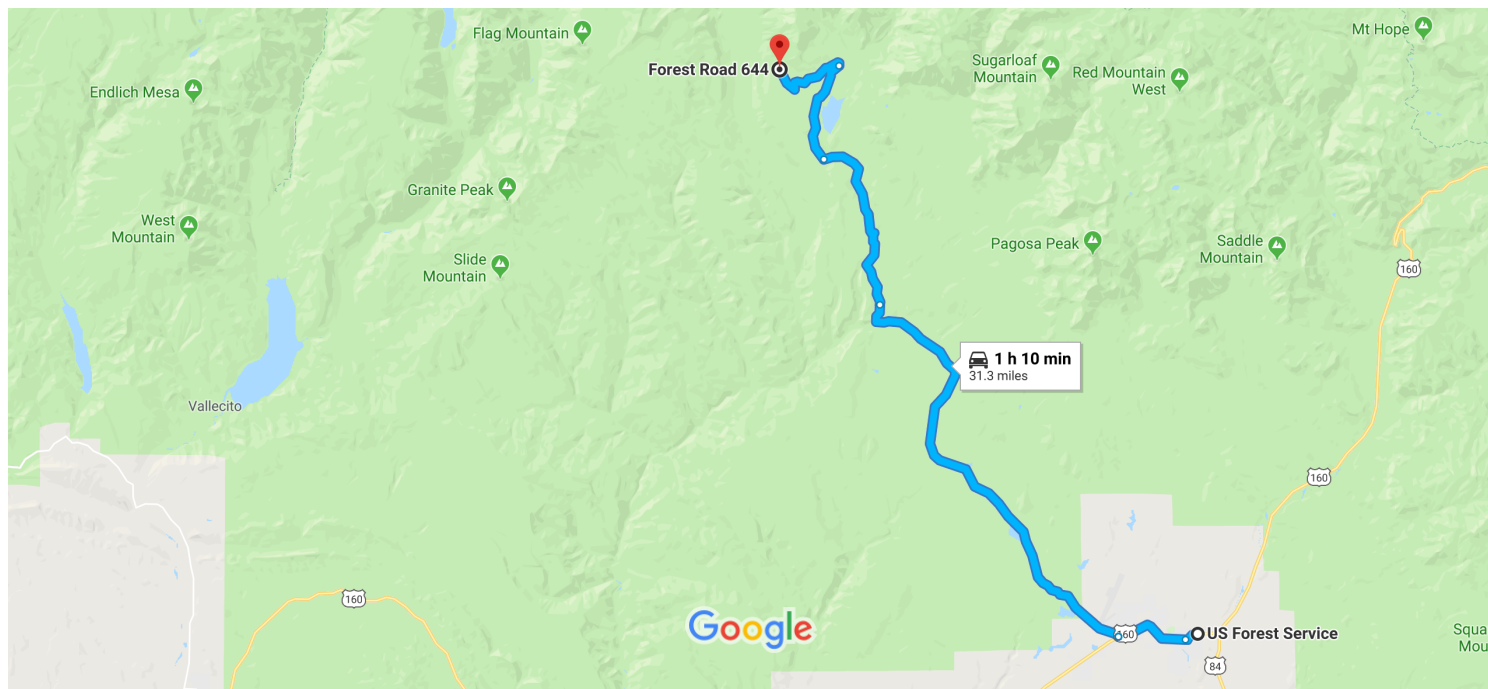 Flag Mountain
Mt Hope
Forest Road 644
Sugarloaf
Mountain
Red Mountain
West
Endlich Mesa
Granite Peak
West
Mountain
Pagosa Peak
Saddle
Mountain
Slide
Mountain
160
1 h 10 min
31.3 miles
Vallecito
160
160
Google
160
US Forest Service
Squa
Mou
84